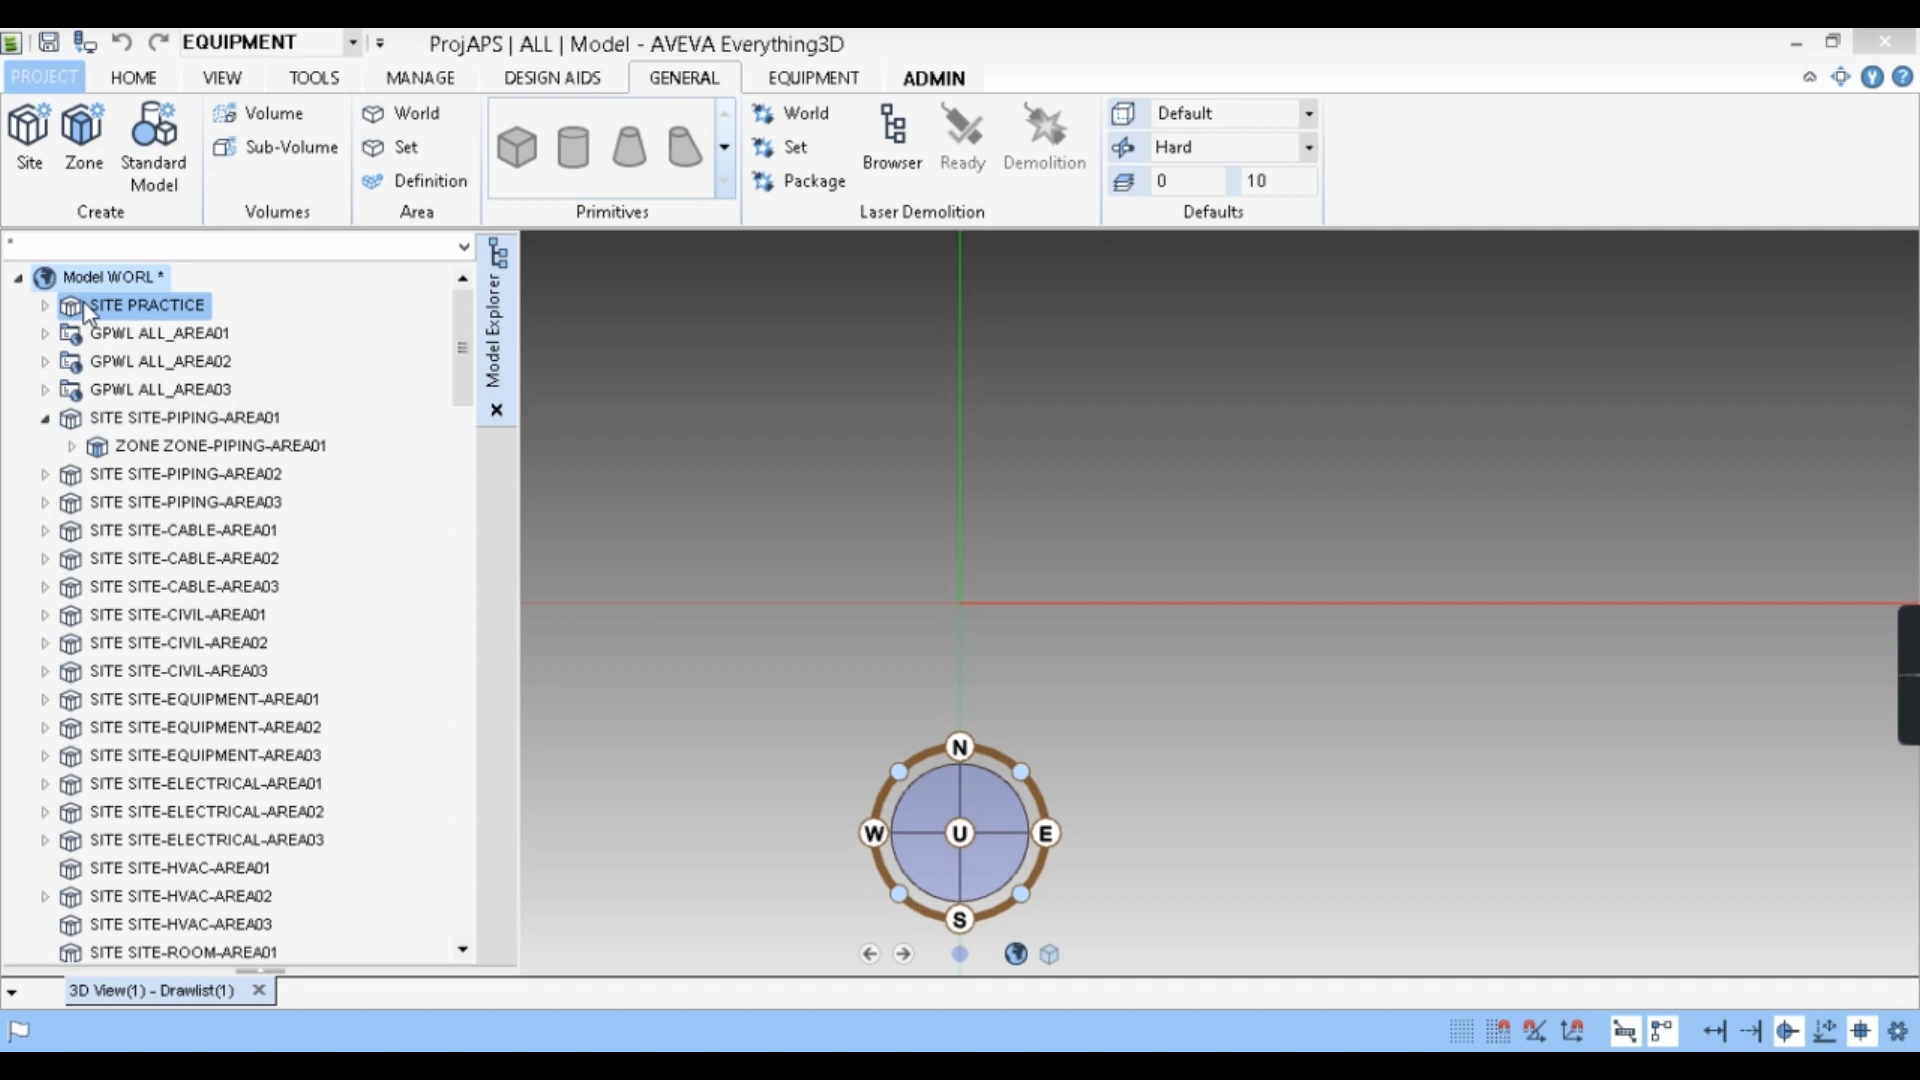 EQUIPMENT
ProjAPS | ALL | Model - AVEVA Everything3D
PROJECT HOME VIEW TOOLS MANAGE DESIGN AIDS GENERAL EQUIPMENT ADMIN
Site
Zone
Standard
Model
Create
Volume
Sub-Volume
Volumes
World
Set
Definition
Area
Primitives
World
Set
Package
Browser
Ready
Demolition
Laser Demolition
Default
Hard
0 10
Defaults
*
Model Explorer
Model WORL *
SITE PRACTICE
GPWL ALL_AREA01
GPWL ALL_AREA02
GPWL ALL_AREA03
SITE SITE-PIPING-AREA01
ZONE ZONE-PIPING-AREA01
SITE SITE-PIPING-AREA02
SITE SITE-PIPING-AREA03
SITE SITE-CABLE-AREA01
SITE SITE-CABLE-AREA02
SITE SITE-CABLE-AREA03
SITE SITE-CIVIL-AREA01
SITE SITE-CIVIL-AREA02
SITE SITE-CIVIL-AREA03
SITE SITE-EQUIPMENT-AREA01
SITE SITE-EQUIPMENT-AREA02
SITE SITE-EQUIPMENT-AREA03
SITE SITE-ELECTRICAL-AREA01
SITE SITE-ELECTRICAL-AREA02
SITE SITE-ELECTRICAL-AREA03
SITE SITE-HVAC-AREA01
SITE SITE-HVAC-AREA02
SITE SITE-HVAC-AREA03
SITE SITE-ROOM-AREA01
N
W U E
S
3D View(1) - Drawlist(1)